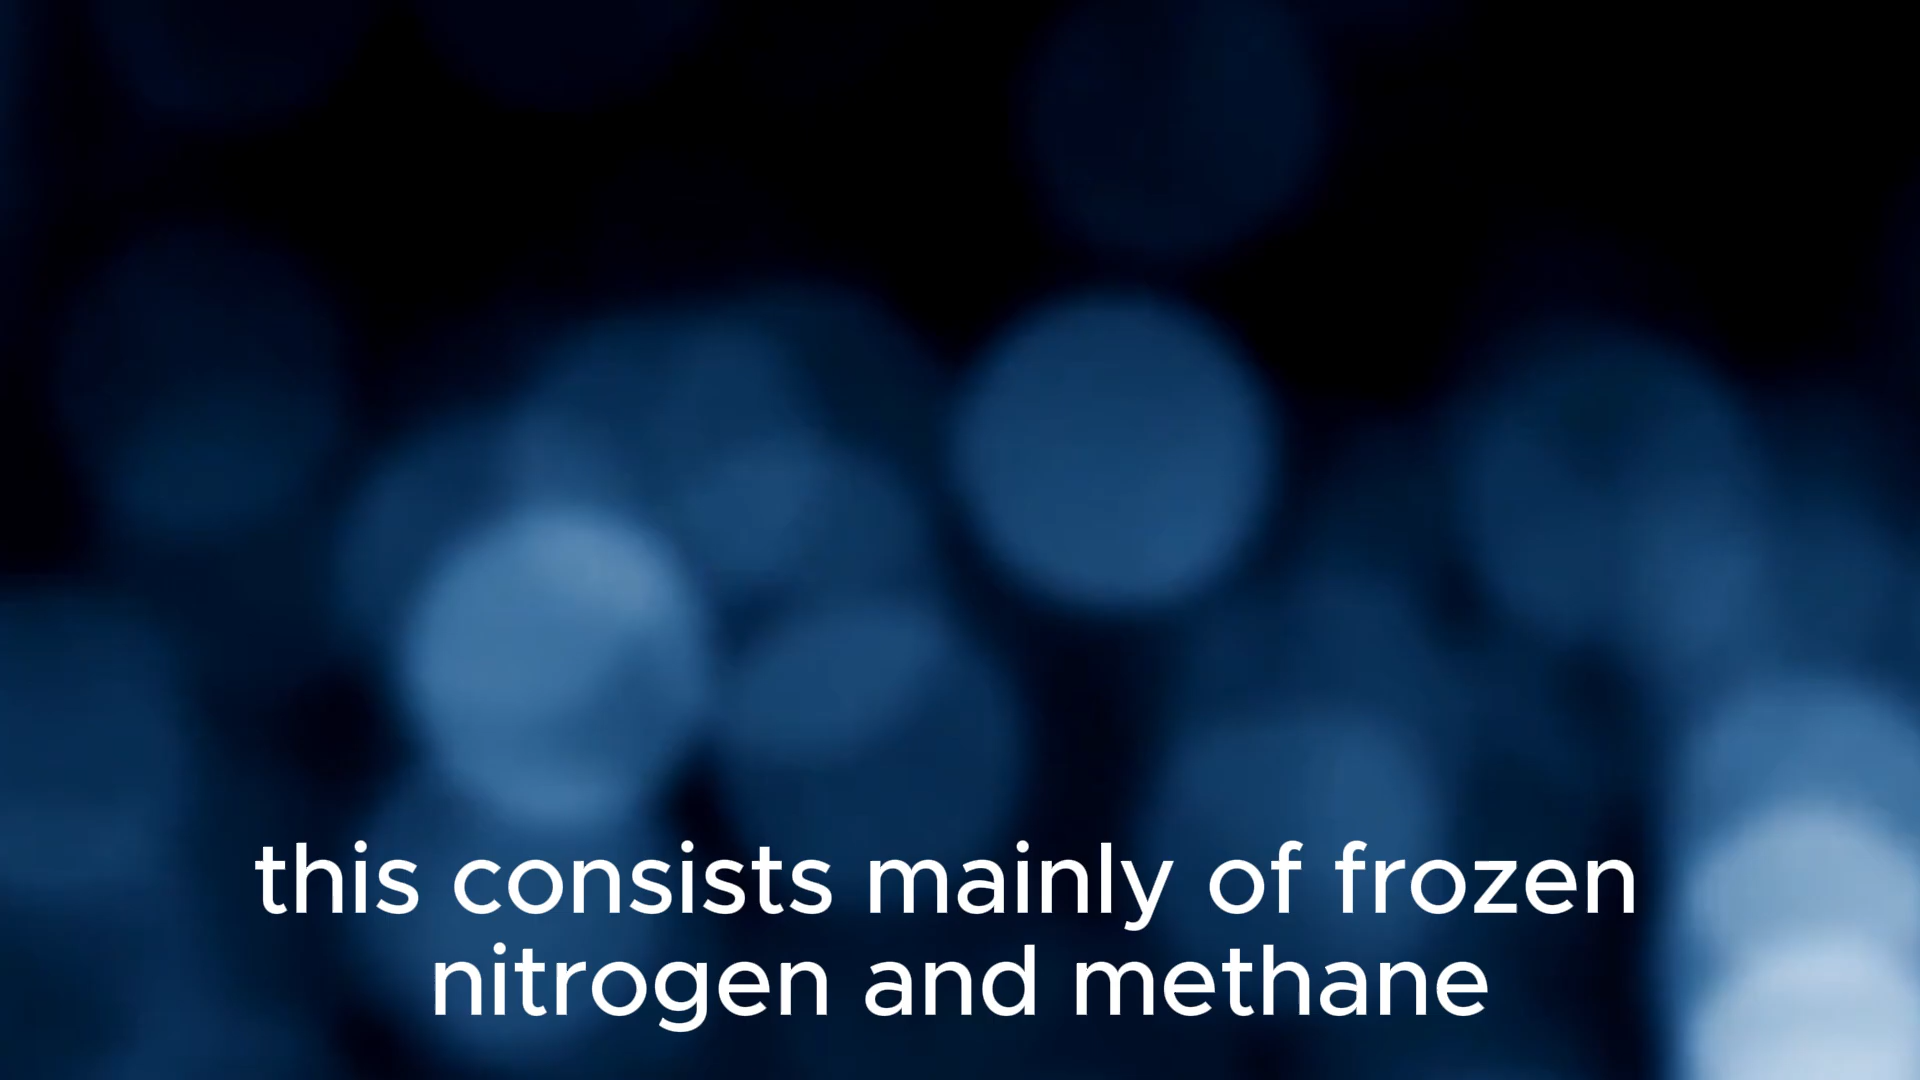 this consists mainly of frozen
nitrogen and methane